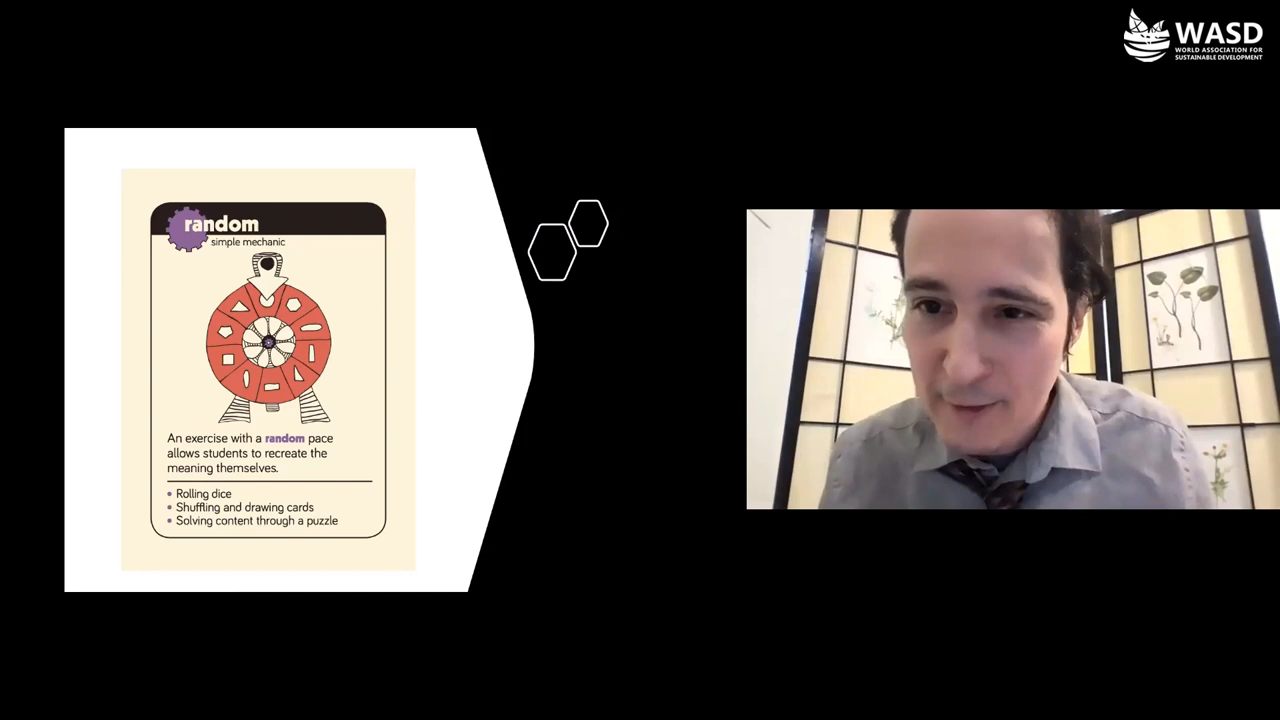 WASD
WORLD ASSOCIATION FOR
SUSTAINABLE DEVELOPMENT
random
simple mechanic
An exercise with a random pace
allows students to recreate the
meaning themselves.
• Rolling dice
• Shuffling and drawing cards
• Solving content through a puzzle